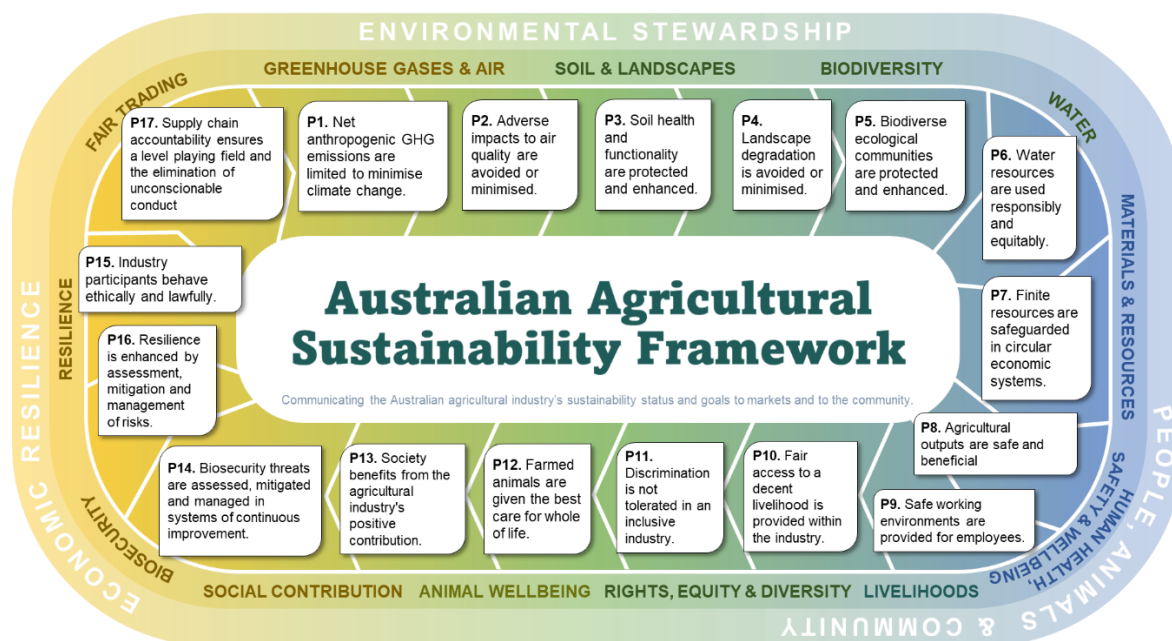 ENVIRONMENTAL STEWARDSHIP
GREENHOUSE GASES & AIR
SOIL & LANDSCAPES
BIODIVERSITY
FAIR TRADING
WATER
P17. Supply chain
accountability ensures
a level playing field and
the elimination of
unconscionable
conduct
P1. Net
anthropogenic GHG
emissions are
limited to minimise
climate change.
P2. Adverse
impacts to air
quality are
avoided or
minimised.
P3. Soil health
and
functionality
are protected
and enhanced.
P4.
Landscape
degradation
is avoided or
minimised.
P5. Biodiverse
ecological
communities
are protected
and enhanced.
P6. Water
resources
are used
responsibly
and
equitably.
MATERIALS & RESOURCES
P15. Industry
participants behave
ethically and lawfully.
RESILIENCE
ECONOMIC RESILIENCE
P16. Resilience
is enhanced by
assessment,
mitigation and
management
of risks.
Australian Agricultural
Sustainability Framework
Communicating the Australian agricultural industry's sustainability status and goals to markets and to the community.
P7. Finite
resources are
safeguarded
in circular
economic
systems.
P8. Agricultural
outputs are safe and
beneficial
P14. Biosecurity threats
are assessed, mitigated
and managed in
systems of continuous
improvement.
P13. Society
benefits from the
agricultural
industry's
positive
contribution.
P12. Farmed
animals are
given the best
care for whole
of life.
P11.
Discrimination
is not
tolerated in an
inclusive
industry.
P10. Fair
access to a
decent
livelihood is
provided within
the industry.
P9. Safe working
environments are
provided for employees.
HUMAN HEALTH,
SAFETY & WELLBEING
BIOSECURITY
SOCIAL CONTRIBUTION
ANIMAL WELLBEING
RIGHTS, EQUITY & DIVERSITY
LIVELIHOODS
PEOPLE, ANIMALS & COMMUNITY